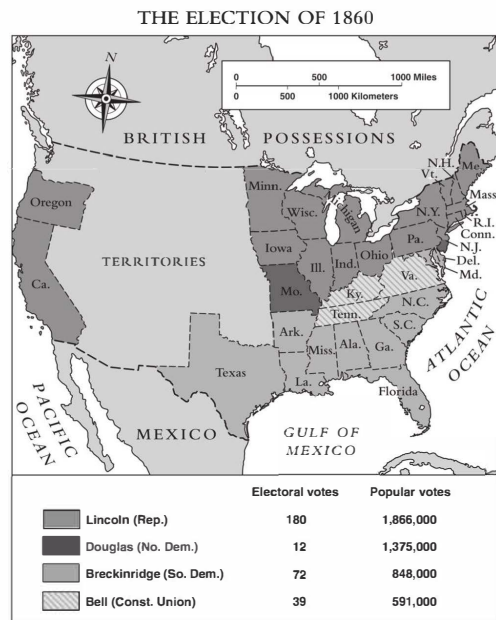 THE ELECTION OF 1860
N
0 500 1000 Miles
0 500 1000 Kilometers
BRITISH POSSESSIONS
N.H.
Vt.
Me.
Mass
Minn.
Oregon
Wisc.
Michigan
N.Y.
R.I.
Conn.
Iowa
Pa.
N.J.
TERRITORIES
Ill.
Ind.
Ohio
Del.
Md.
Ca.
Mo.
Ky.
Va.
Tenn.
N.C.
Ark.
S.C.
Texas
Miss.
Ala.
Ga.
La.
Florida
ATLANTIC
OCEAN
PACIFIC
OCEAN
MEXICO
GULF OF
MEXICO
Electoral votes Popular votes
Lincoln (Rep.) 180 1,866,000
Douglas (No. Dem.) 12 1,375,000
Breckinridge (So. Dem.) 72 848,000
Bell (Const. Union) 39 591,000